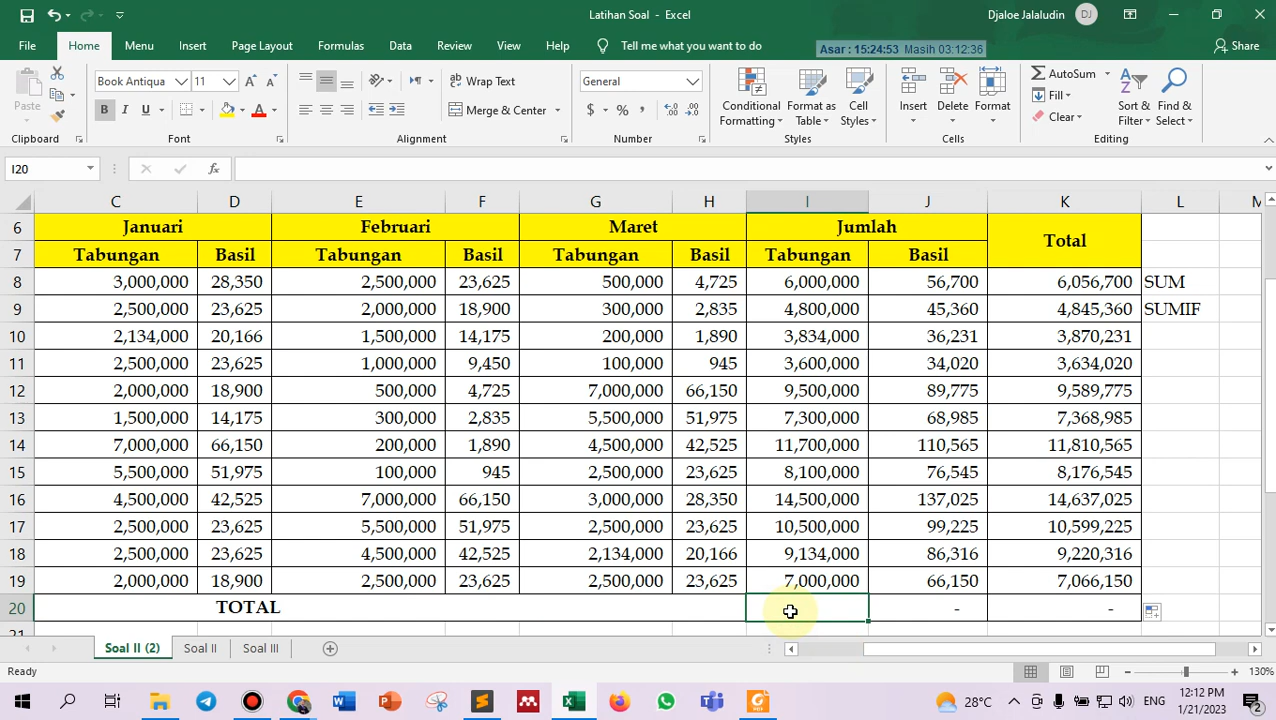 Latihan Soal - Excel
Djaloe Jalaludin DJ
File Home Menu Insert Page Layout Formulas Data Review View Help Tell me what you want to do Share
Asar : 15:24:53 Masih 03:12:36
Paste Book Antiqua 11 Wrap Text General AutoSum
B I U Merge & Center $ % , Conditional Formatting Format as Table Cell Styles Insert Delete Format Fill Clear Sort & Filter Find & Select
Clipboard Font Alignment Number Styles Cells Editing
I20 fx
C D E F G H I J K L M
6 Januari Februari Maret Jumlah Total
7 Tabungan Basil Tabungan Basil Tabungan Basil Tabungan Basil
8 3,000,000 28,350 2,500,000 23,625 500,000 4,725 6,000,000 56,700 6,056,700 SUM
9 2,500,000 23,625 2,000,000 18,900 300,000 2,835 4,800,000 45,360 4,845,360 SUMIF
10 2,134,000 20,166 1,500,000 14,175 200,000 1,890 3,834,000 36,231 3,870,231
11 2,500,000 23,625 1,000,000 9,450 100,000 945 3,600,000 34,020 3,634,020
12 2,000,000 18,900 500,000 4,725 7,000,000 66,150 9,500,000 89,775 9,589,775
13 1,500,000 14,175 300,000 2,835 5,500,000 51,975 7,300,000 68,985 7,368,985
14 7,000,000 66,150 200,000 1,890 4,500,000 42,525 11,700,000 110,565 11,810,565
15 5,500,000 51,975 100,000 945 2,500,000 23,625 8,100,000 76,545 8,176,545
16 4,500,000 42,525 7,000,000 66,150 3,000,000 28,350 14,500,000 137,025 14,637,025
17 2,500,000 23,625 5,500,000 51,975 2,500,000 23,625 10,500,000 99,225 10,599,225
18 2,500,000 23,625 4,500,000 42,525 2,134,000 20,166 9,134,000 86,316 9,220,316
19 2,000,000 18,900 2,500,000 23,625 2,500,000 23,625 7,000,000 66,150 7,066,150
20 TOTAL - -
21
Soal II (2) Soal II Soal III
Ready 130%
28°C ENG 12:12 PM
1/21/2023 2